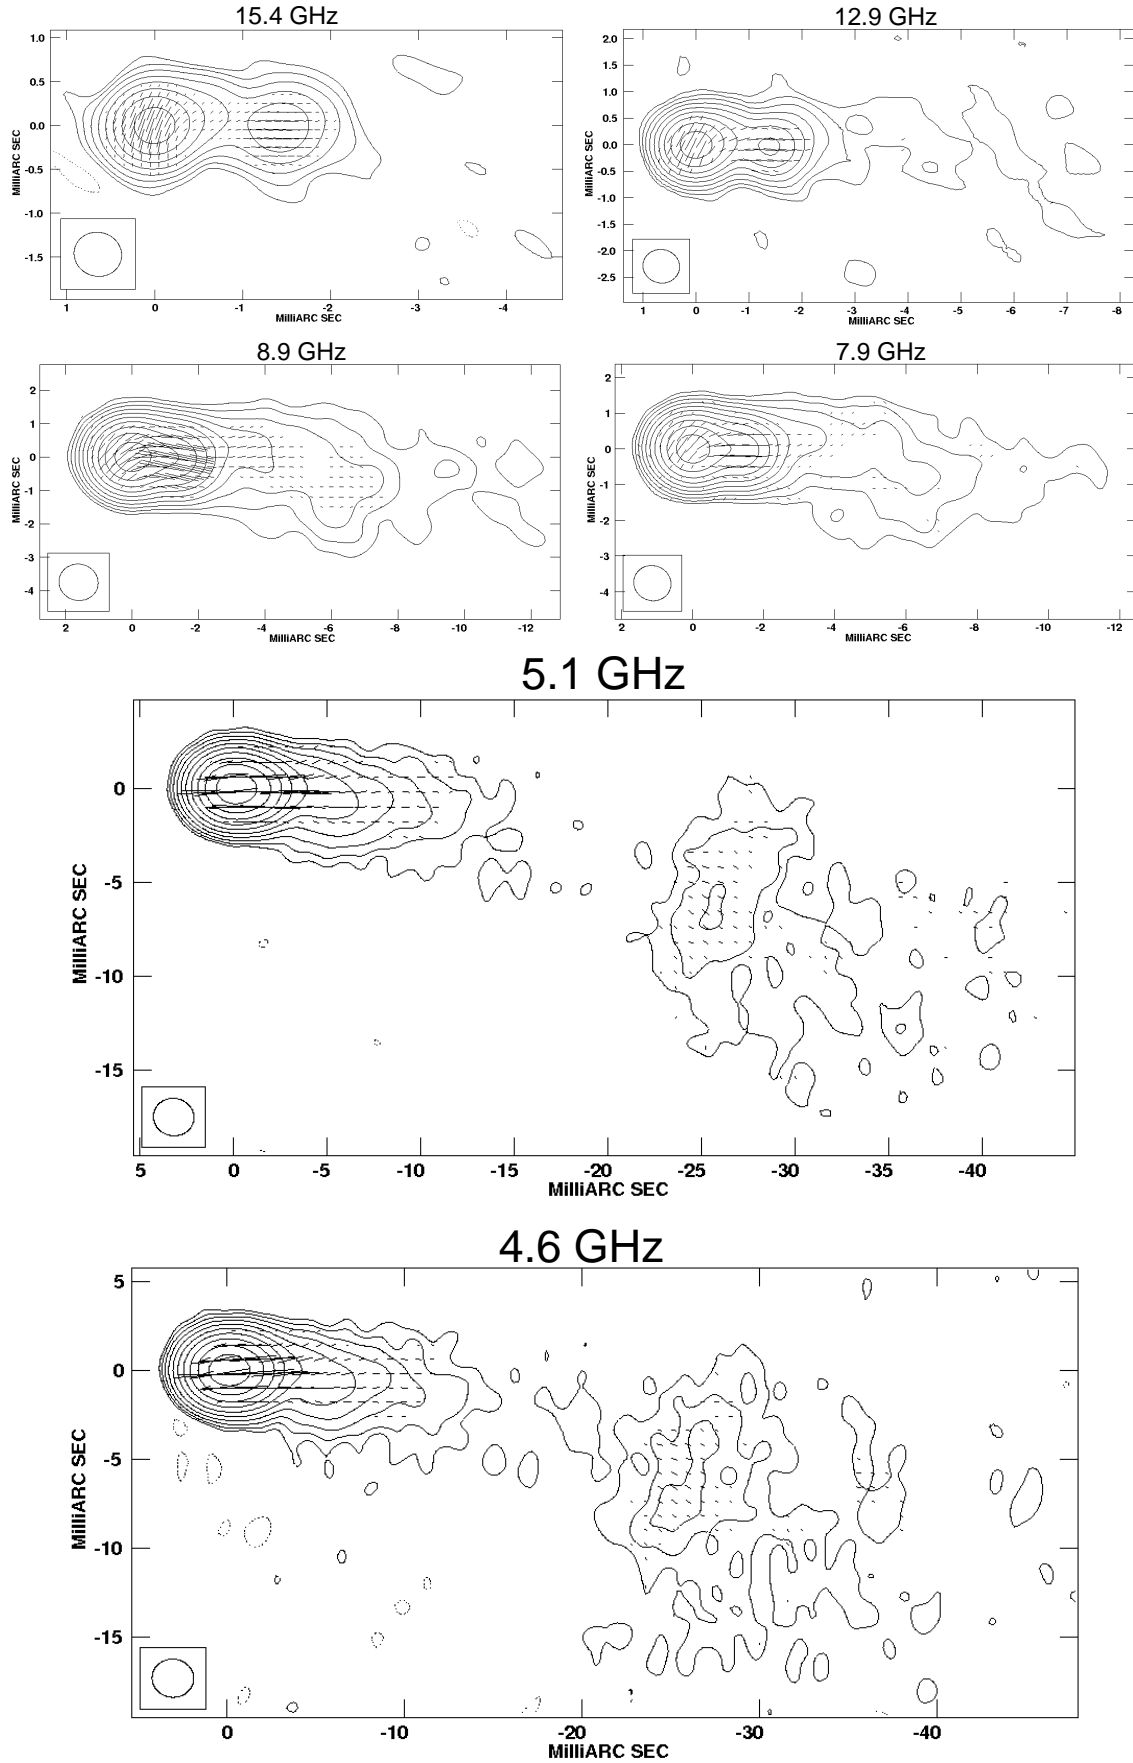 15.4 GHz
12.9 GHz
1.0
0.5
0.0
-0.5
-1.0
-1.5
MilliARC SEC
1 0 -1 -2 -3 -4
MilliARC SEC
2.0
1.5
1.0
0.5
0.0
-0.5
-1.0
-1.5
-2.0
-2.5
MilliARC SEC
1 0 -1 -2 -3 -4 -5 -6 -7 -8
MilliARC SEC
8.9 GHz
7.9 GHz
2
1
0
-1
-2
-3
-4
MilliARC SEC
2 0 -2 -4 -6 -8 -10 -12
MilliARC SEC
2
1
0
-1
-2
-3
-4
MilliARC SEC
2 0 -2 -4 -6 -8 -10 -12
MilliARC SEC
5.1 GHz
0
-5
-10
-15
MilliARC SEC
5 0 -5 -10 -15 -20 -25 -30 -35 -40
MilliARC SEC
4.6 GHz
5
0
-5
-10
-15
MilliARC SEC
0 -10 -20 -30 -40
MilliARC SEC